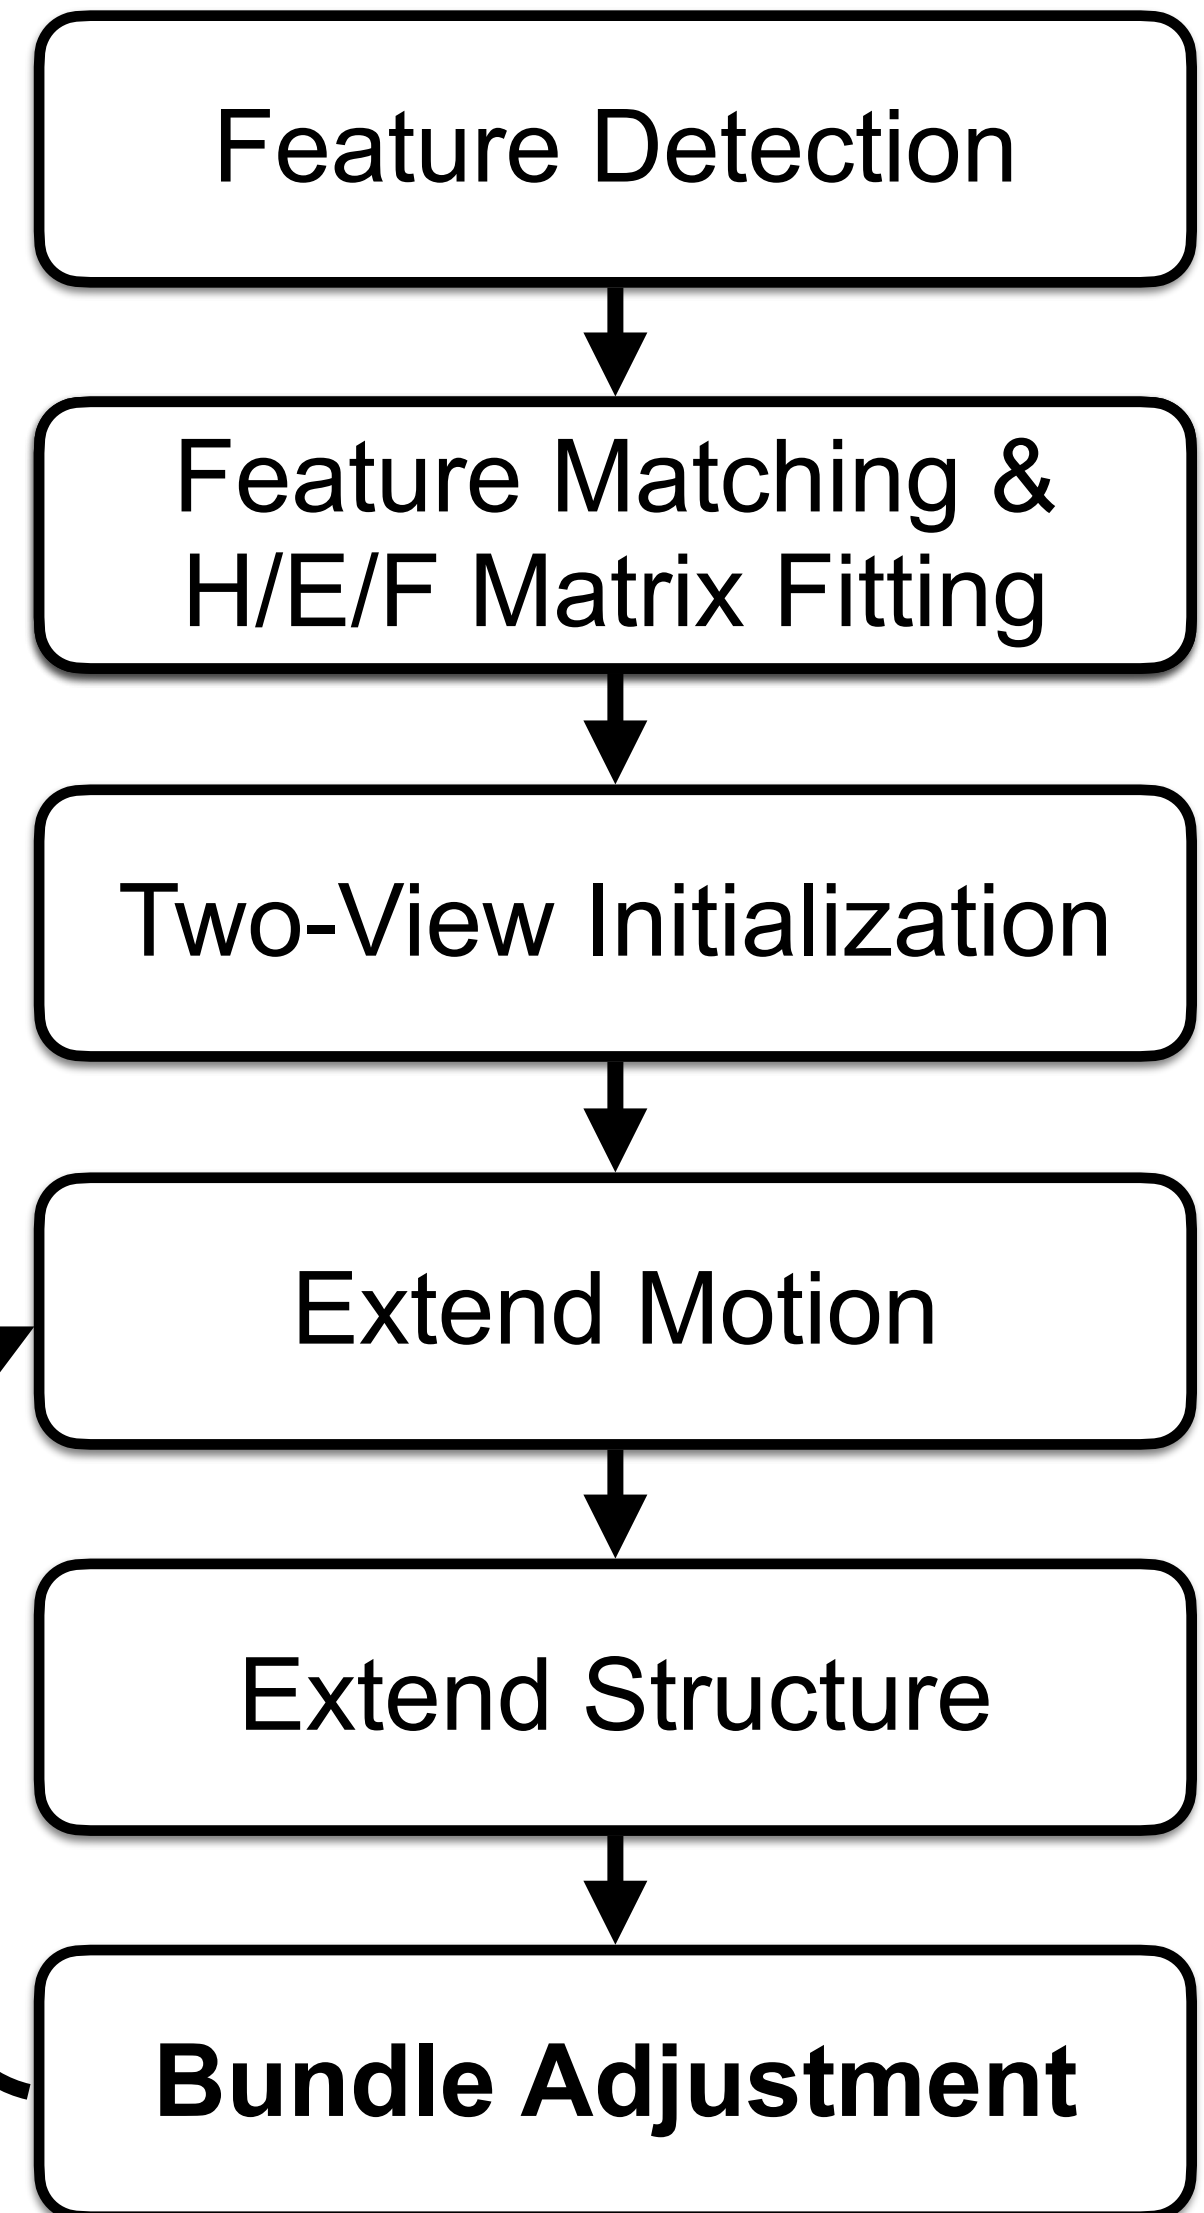 Feature Detection
Feature Matching &
H/E/F Matrix Fitting
Two-View Initialization
Extend Motion
Extend Structure
Bundle Adjustment